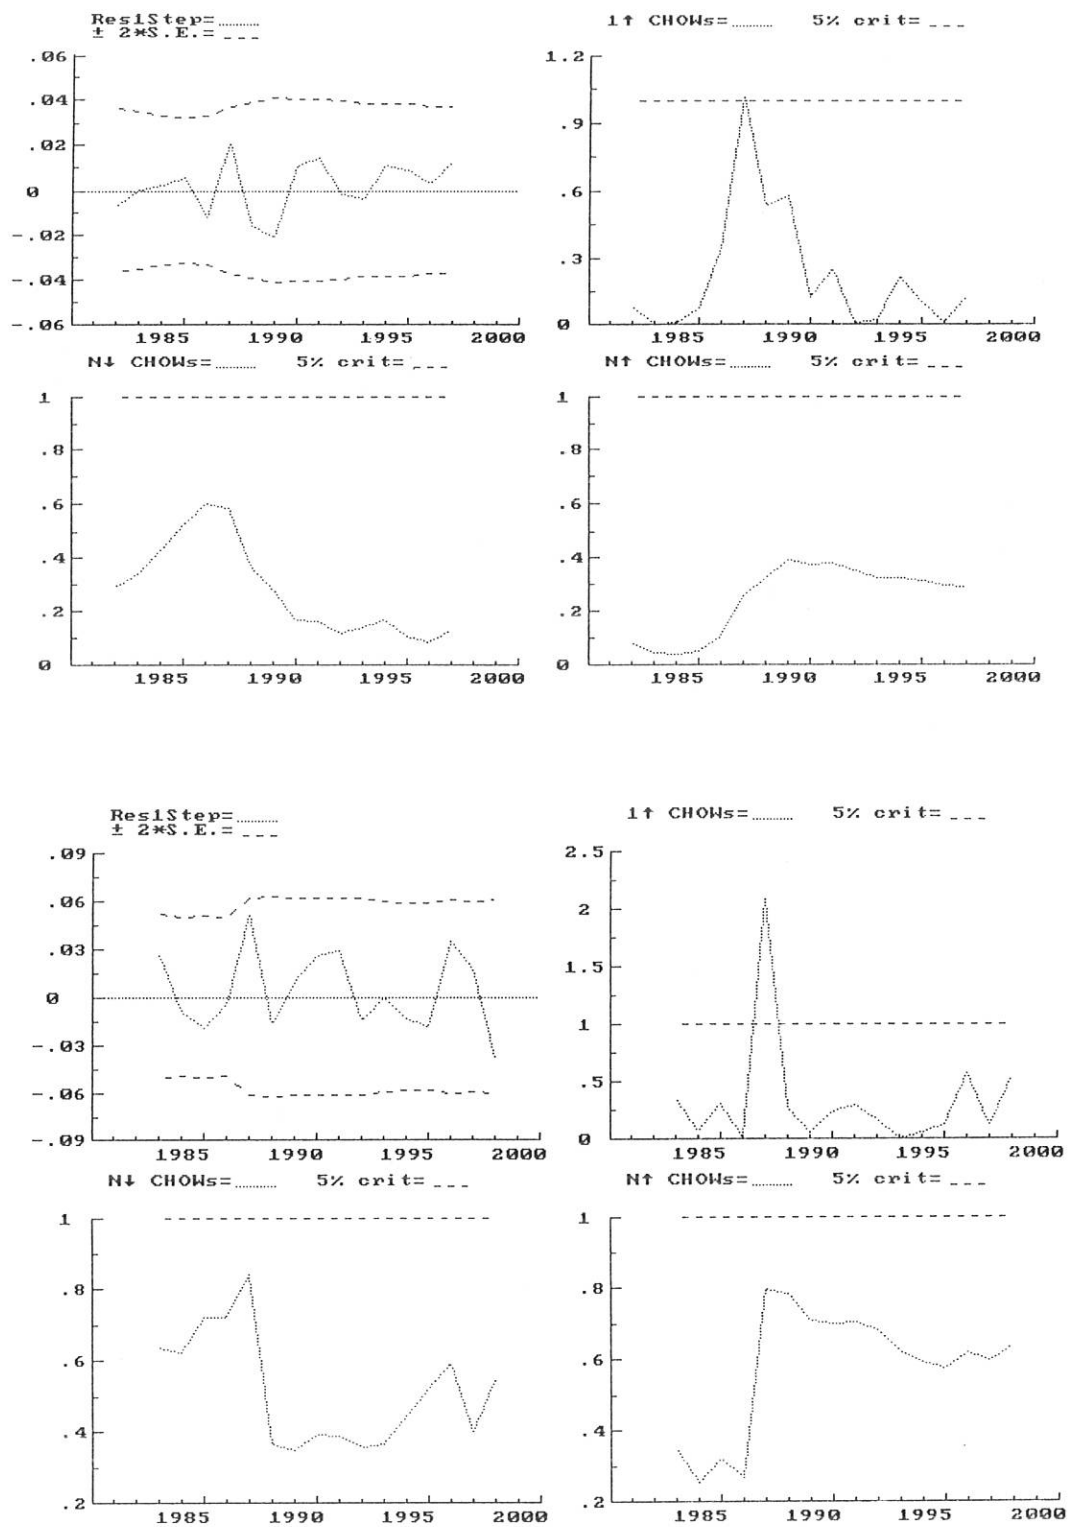 Res1Step=........
± 2*S.E.=_ _ _
1↑ CHOWs=........ 5% crit=_ _ _
.06
.04
.02
0
-.02
-.04
-.06
1985 1990 1995 2000
1.2
.9
.6
.3
0
1985 1990 1995 2000
N↓ CHOWs=........ 5% crit=_ _ _
N↑ CHOWs=........ 5% crit=_ _ _
1
.8
.6
.4
.2
0
1985 1990 1995 2000
1
.8
.6
.4
.2
0
1985 1990 1995 2000
Res1Step=........
± 2*S.E.=_ _ _
1↑ CHOWs=........ 5% crit=_ _ _
.09
.06
.03
0
-.03
-.06
-.09
1985 1990 1995 2000
2.5
2
1.5
1
.5
0
1985 1990 1995 2000
N↓ CHOWs=........ 5% crit=_ _ _
N↑ CHOWs=........ 5% crit=_ _ _
1
.8
.6
.4
.2
1985 1990 1995 2000
1
.8
.6
.4
.2
1985 1990 1995 2000